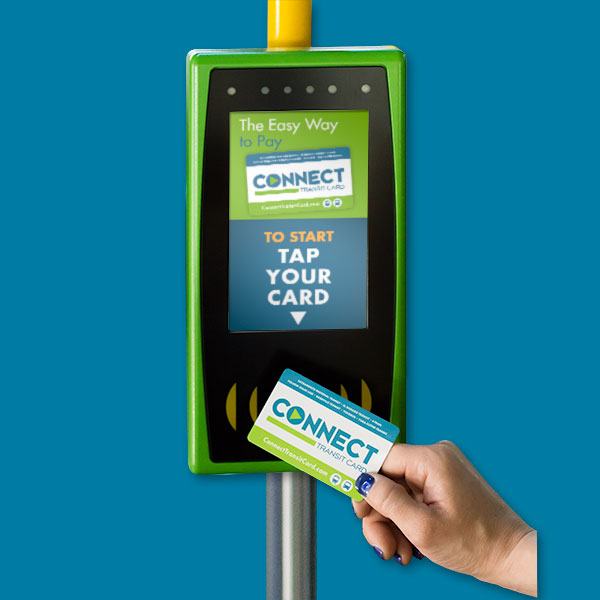 The Easy Way
to Pay
CONNECT
TRANSIT CARD
ConnectTransitCard.com
TO START
TAP
YOUR
CARD
CONNECT
TRANSIT CARD
ConnectTransitCard.com